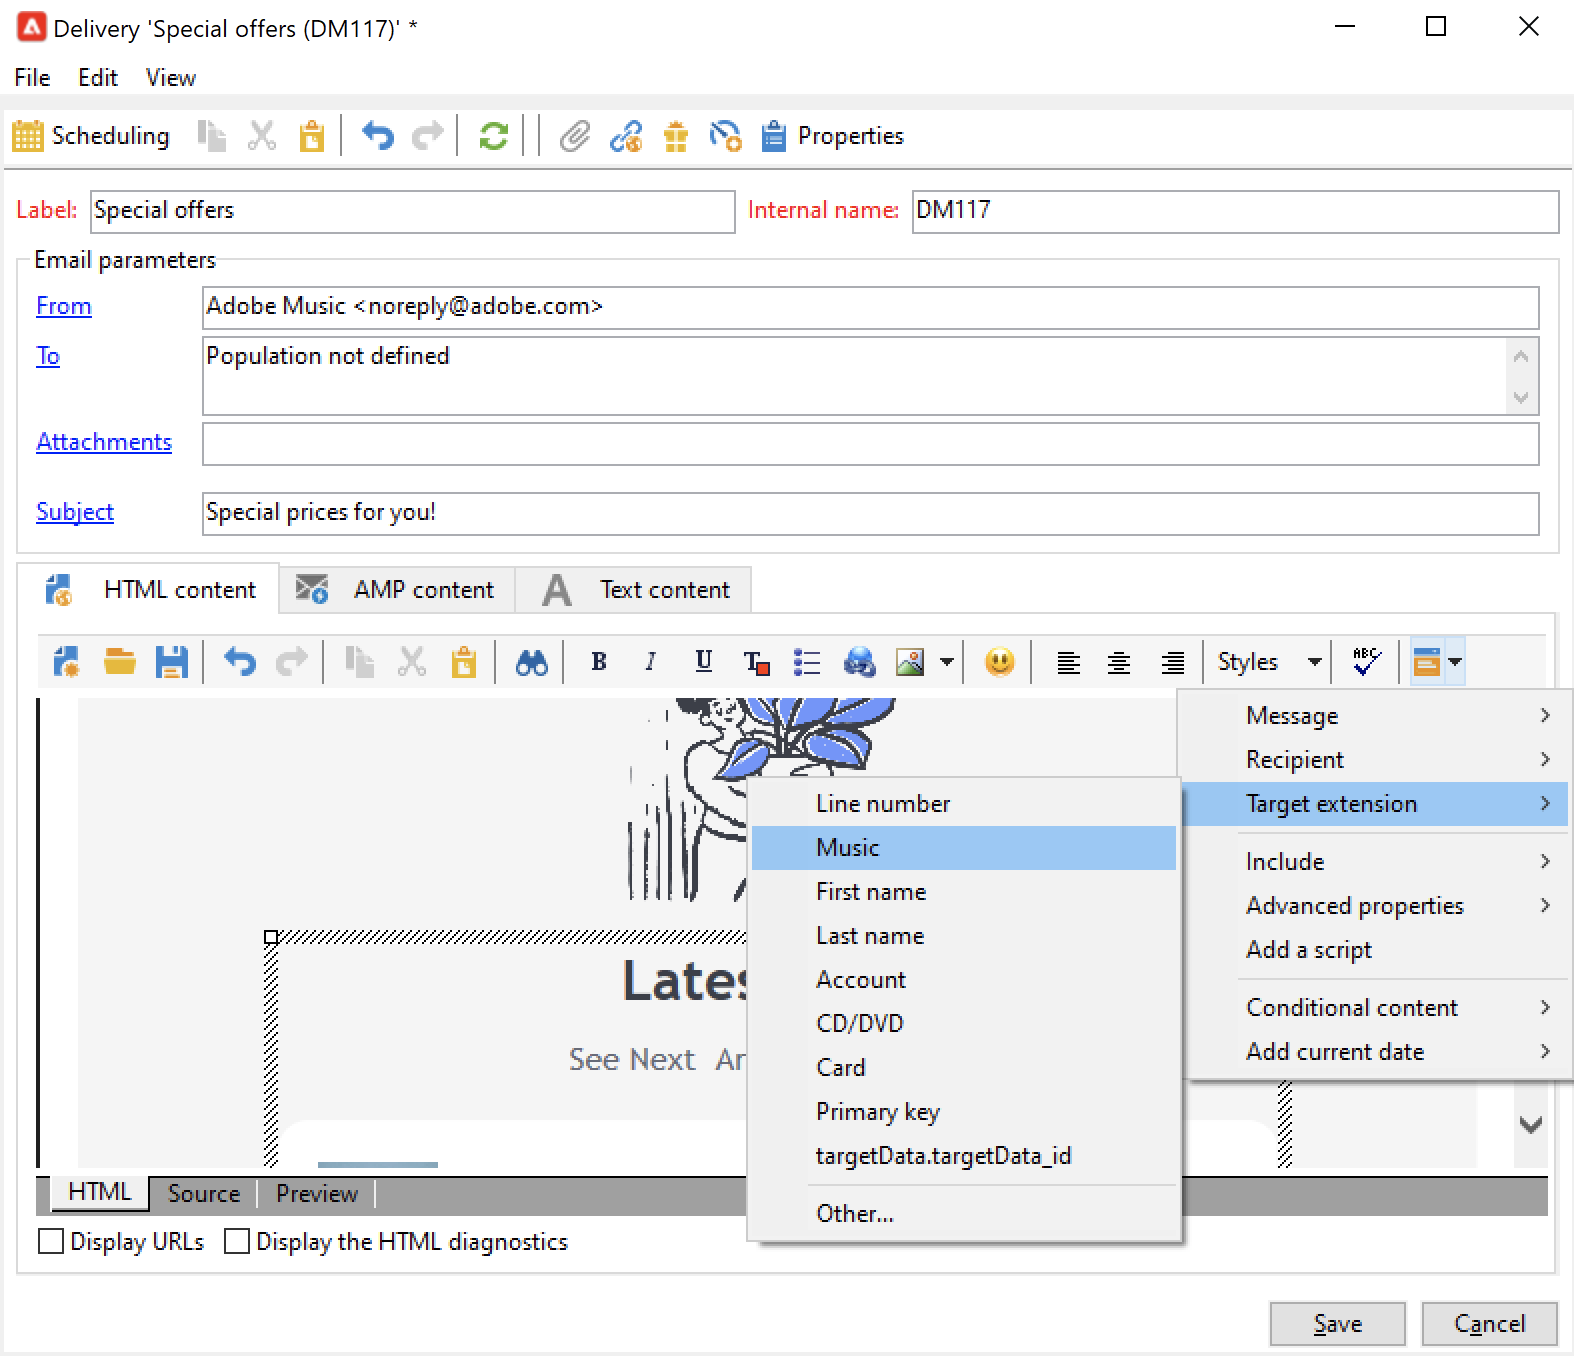 Delivery 'Special offers (DM117)' *
File Edit View
Scheduling Properties
Label: Special offers Internal name: DM117
Email parameters
From Adobe Music <noreply@adobe.com>
To Population not defined
Attachments
Subject Special prices for you!
HTML content AMP content A Text content
B I U T Styles ABC
Message
Recipient
Target extension
Include
Advanced properties
Add a script
Conditional content
Add current date
Line number
Music
First name
Last name
Account
CD/DVD
Card
Primary key
targetData.targetData_id
Other...
See Next
HTML Source Preview
Display URLs Display the HTML diagnostics
Save Cancel